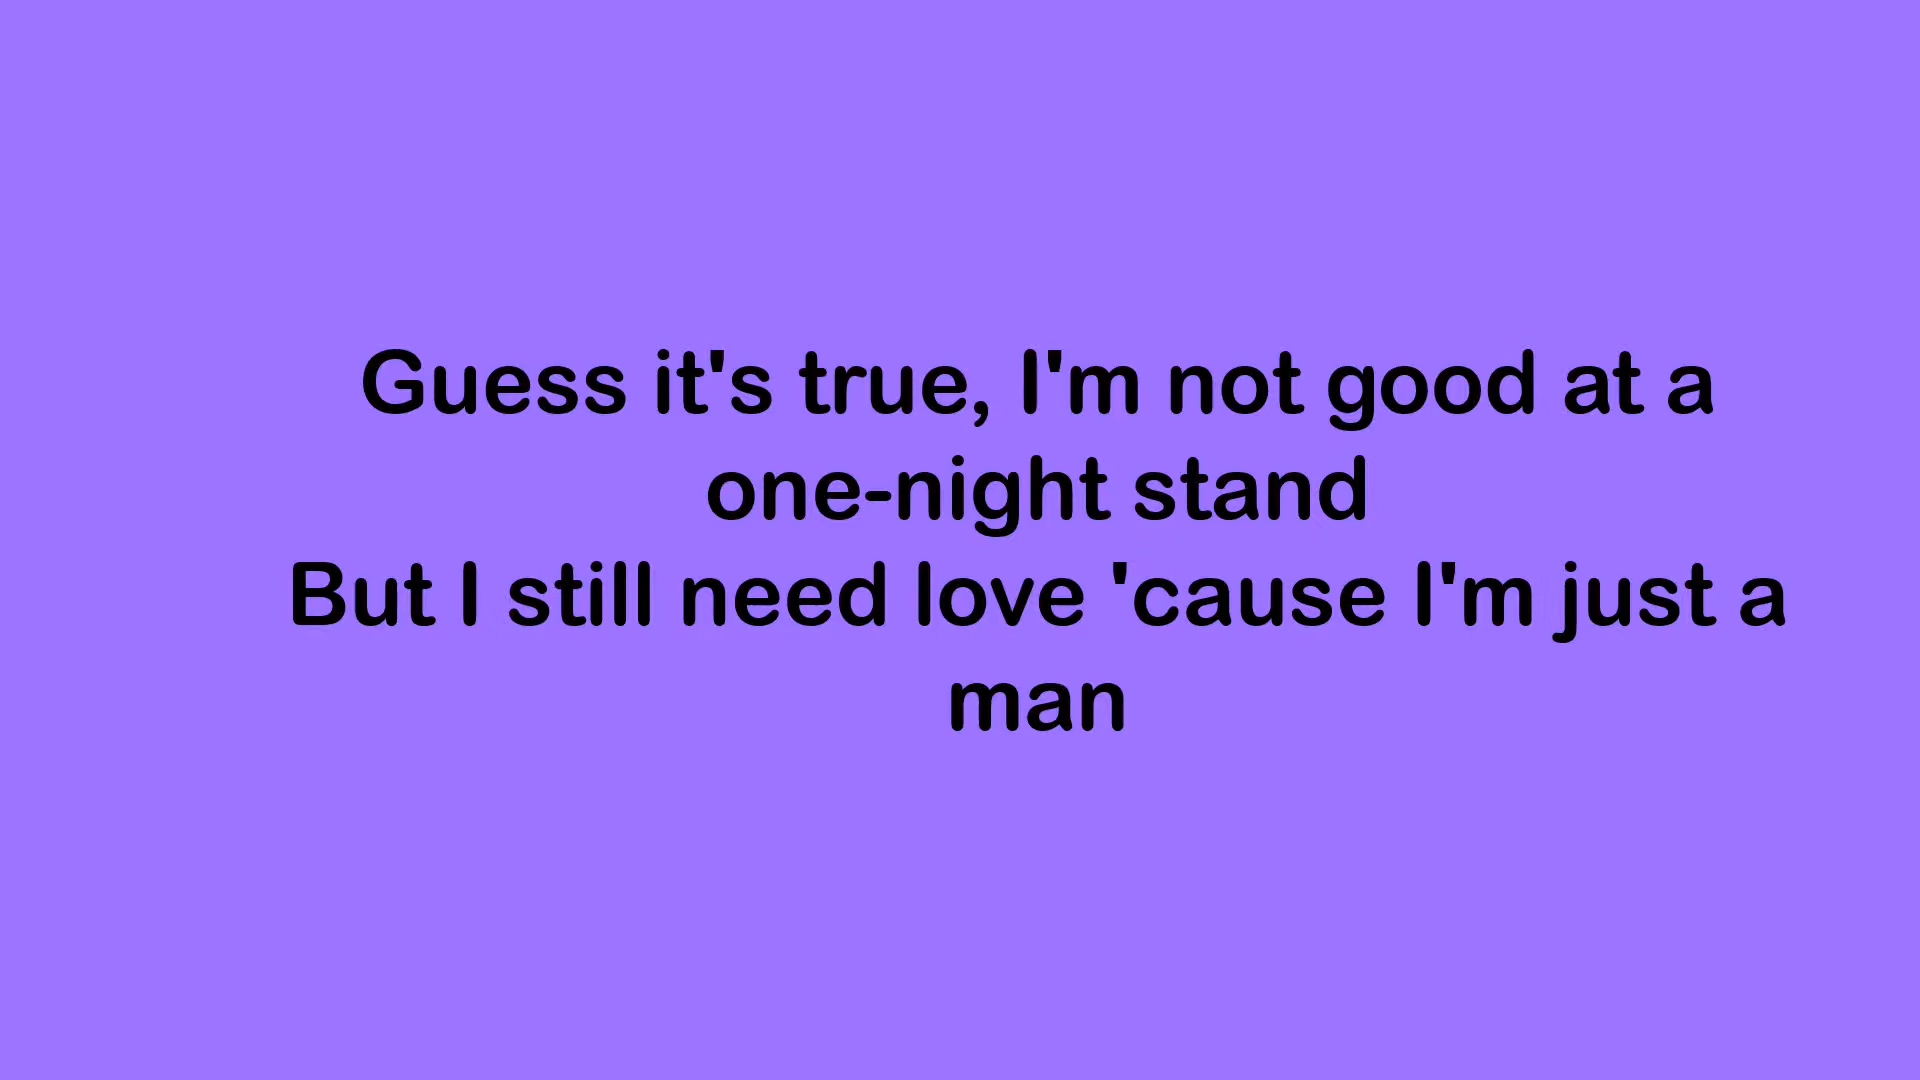 Guess it's true, I'm not good at a
one-night stand
But I still need love 'cause I'm just a
man